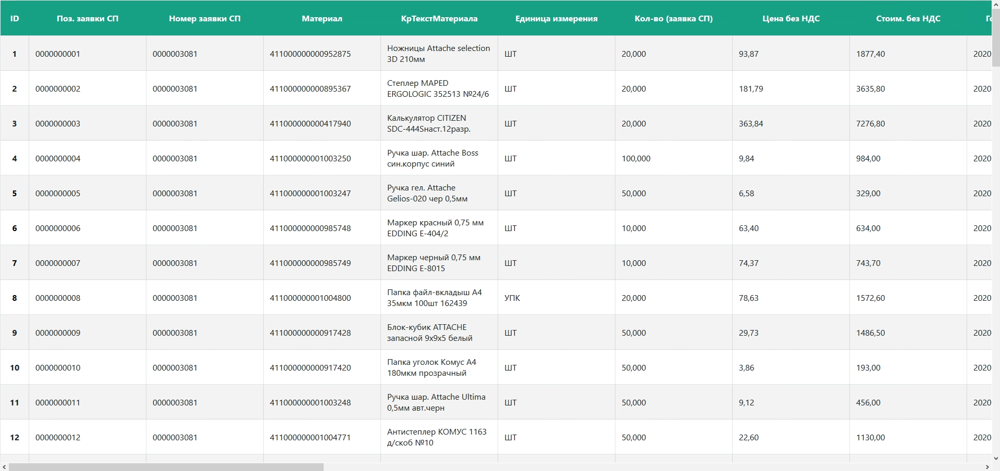 ID Поз. заявки СП Номер заявки СП Материал КрТекстМатериала Единица измерения Кол-во (заявка СП) Цена без НДС Стоим. без НДС
1 0000000001 0000003081 411000000000952875 Ножницы Attache selection ШТ 20,000 93,87 1877,40 2020
3D 210мм
2 0000000002 0000003081 411000000000895367 Степлер MAPED ШТ 20,000 181,79 3635,80 2020
ERGOLOGIC 352513 №24/6
3 0000000003 0000003081 411000000000417940 Калькулятор CITIZEN ШТ 20,000 363,84 7276,80 2020
SDC-444Sнаст.12разр.
4 0000000004 0000003081 411000000001003250 Ручка шар. Attache Boss ШТ 100,000 9,84 984,00 2020
син.корпус синий
5 0000000005 0000003081 411000000001003247 Ручка гел. Attache ШТ 50,000 6,58 329,00 2020
Gelios-020 чер 0,5мм
6 0000000006 0000003081 411000000000985748 Маркер красный 0,75 мм ШТ 10,000 63,40 634,00 2020
EDDING E-404/2
7 0000000007 0000003081 411000000000985749 Маркер черный 0,75 мм ШТ 10,000 74,37 743,70 2020
EDDING E-8015
8 0000000008 0000003081 411000000001004800 Папка файл-вкладыш А4 УПК 20,000 78,63 1572,60 2020
35мкм 100шт 162439
9 0000000009 0000003081 411000000000917428 Блок-кубик ATTACHE ШТ 50,000 29,73 1486,50 2020
запасной 9х9х5 белый
10 0000000010 0000003081 411000000000917420 Папка уголок Комус А4 ШТ 50,000 3,86 193,00 2020
180мкм прозрачный
11 0000000011 0000003081 411000000001003248 Ручка шар. Attache Ultima ШТ 50,000 9,12 456,00 2020
0,5мм авт.черн
12 0000000012 0000003081 411000000001004771 Антистеплер КОМУС 1163 ШТ 50,000 22,60 1130,00 2020
д/скоб №10